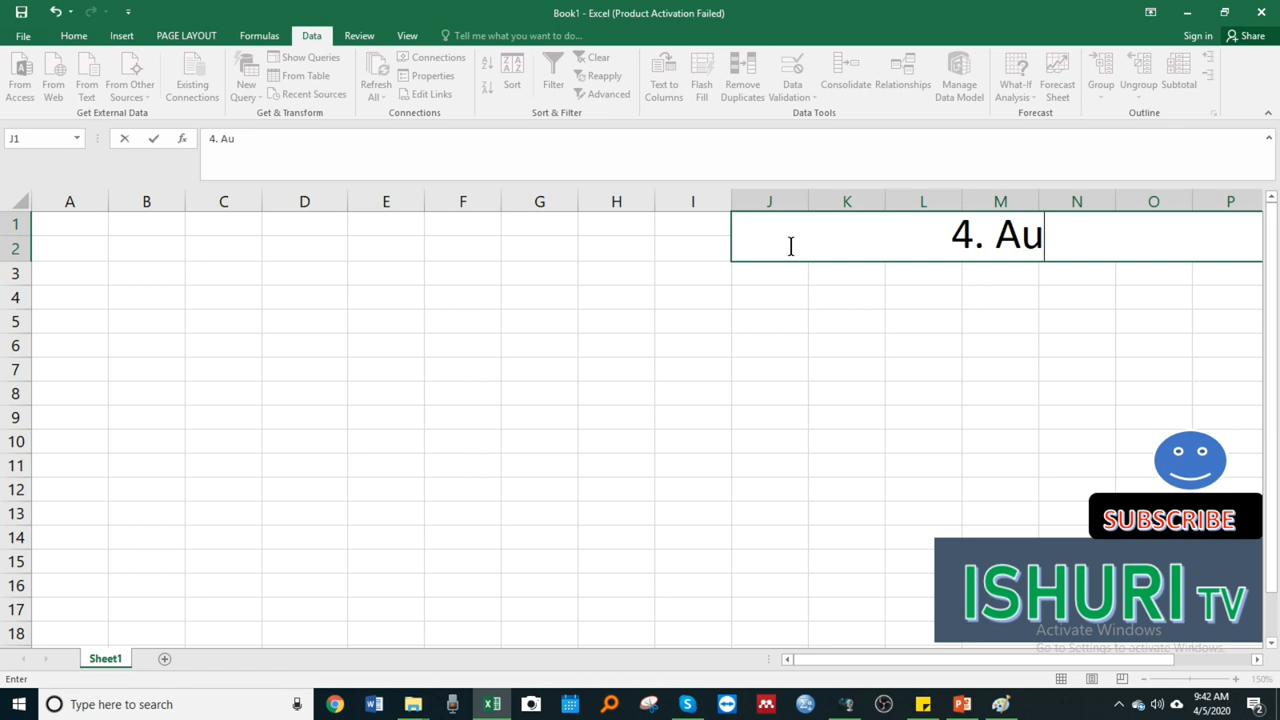 Book1 - Excel (Product Activation Failed)
File Home Insert PAGE LAYOUT Formulas Data Review View Tell me what you want to do... Sign in Share
From Access
From Web
From Text
From Other Sources
Existing Connections
Get External Data
New Query
Show Queries
From Table
Recent Sources
Get & Transform
Refresh All
Connections
Properties
Edit Links
Connections
Sort
Filter
Clear
Reapply
Advanced
Sort & Filter
Text to Columns
Flash Fill
Remove Duplicates
Data Validation
Consolidate
Relationships
Manage Data Model
Data Tools
What-If Analysis
Forecast Sheet
Forecast
Group
Ungroup
Subtotal
Outline
J1 fx 4. Au
A B C D E F G H I J K L M N O P
1
4. Au
2
3
4
5
6
7
8
9
10
11
12
13
14
15
16
17
18
SUBSCRIBE
ISHURI TV
Activate Windows
Go to Settings to activate Windows.
Sheet1
Enter
150%
Type here to search
9:42 AM
4/5/2020
2